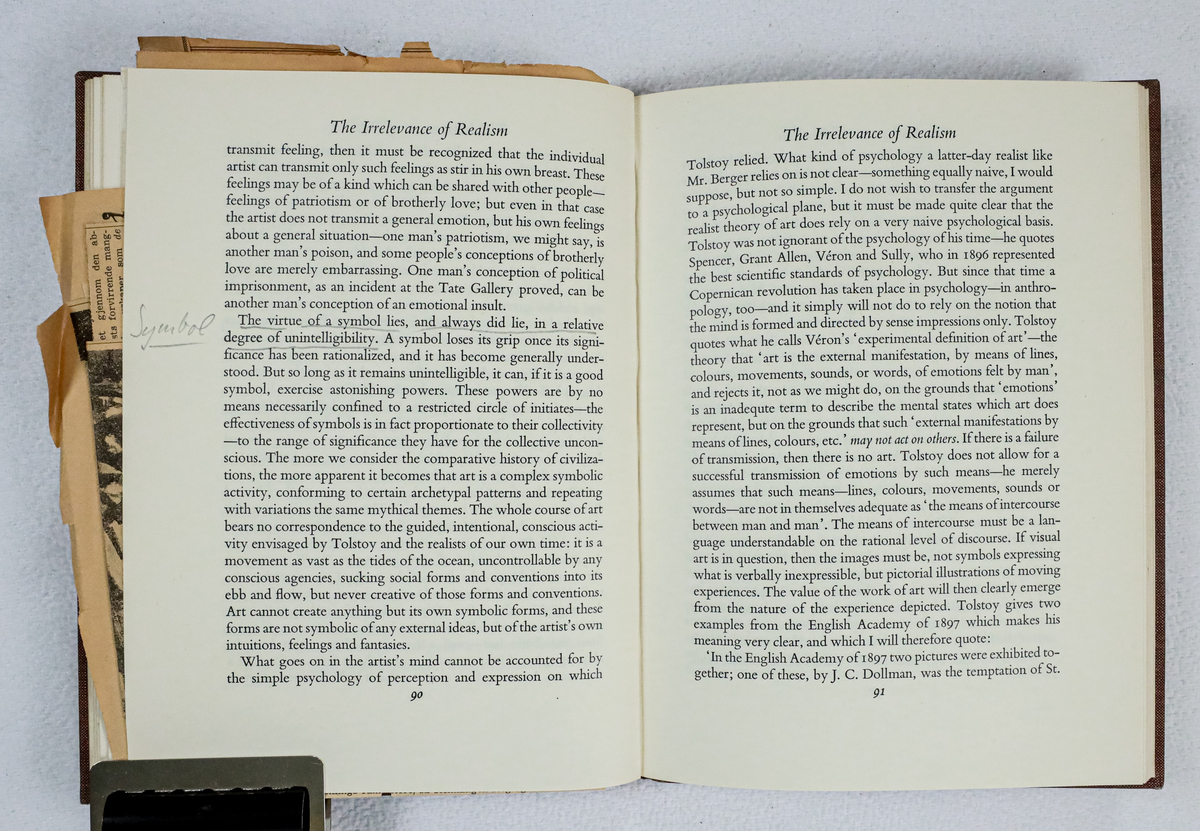 The Irrelevance of Realism
transmit feeling, then it must be recognized that the individual
artist can transmit only such feelings as stir in his own breast. These
feelings may be of a kind which can be shared with other people—
feelings of patriotism or of brotherly love; but even in that case
the artist does not transmit a general emotion, but his own feelings
about a general situation—one man's patriotism, we might say, is
another man's poison, and some people's conceptions of brotherly
love are merely embarrassing. One man's conception of political
imprisonment, as an incident at the Tate Gallery proved, can be
another man's conception of an emotional insult.
Symbol
The virtue of a symbol lies, and always did lie, in a relative
degree of unintelligibility. A symbol loses its grip once its signi-
ficance has been rationalized, and it has become generally under-
stood. But so long as it remains unintelligible, it can, if it is a good
symbol, exercise astonishing powers. These powers are by no
means necessarily confined to a restricted circle of initiates—the
effectiveness of symbols is in fact proportionate to their collectivity
—to the range of significance they have for the collective uncon-
scious. The more we consider the comparative history of civiliza-
tions, the more apparent it becomes that art is a complex symbolic
activity, conforming to certain archetypal patterns and repeating
with variations the same mythical themes. The whole course of art
bears no correspondence to the guided, intentional, conscious acti-
vity envisaged by Tolstoy and the realists of our own time: it is a
movement as vast as the tides of the ocean, uncontrollable by any
conscious agencies, sucking social forms and conventions into its
ebb and flow, but never creative of those forms and conventions.
Art cannot create anything but its own symbolic forms, and these
forms are not symbolic of any external ideas, but of the artist's own
intuitions, feelings and fantasies.
What goes on in the artist's mind cannot be accounted for by
the simple psychology of perception and expression on which
90
et gjennom den ab-
sts forvirrende mang-
som de
The Irrelevance of Realism
Tolstoy relied. What kind of psychology a latter-day realist like
Mr. Berger relies on is not clear—something equally naive, I would
suppose, but not so simple. I do not wish to transfer the argument
to a psychological plane, but it must be made quite clear that the
realist theory of art does rely on a very naive psychological basis.
Tolstoy was not ignorant of the psychology of his time—he quotes
Spencer, Grant Allen, Véron and Sully, who in 1896 represented
the best scientific standards of psychology. But since that time a
Copernican revolution has taken place in psychology—in anthro-
pology, too—and it simply will not do to rely on the notion that
the mind is formed and directed by sense impressions only. Tolstoy
quotes what he calls Véron's 'experimental definition of art'—the
theory that 'art is the external manifestation, by means of lines,
colours, movements, sounds, or words, of emotions felt by man',
and rejects it, not as we might do, on the grounds that 'emotions'
is an inadequte term to describe the mental states which art does
represent, but on the grounds that such 'external manifestations by
means of lines, colours, etc.' may not act on others. If there is a failure
of transmission, then there is no art. Tolstoy does not allow for a
successful transmission of emotions by such means—he merely
assumes that such means—lines, colours, movements, sounds or
words—are not in themselves adequate as 'the means of intercourse
between man and man'. The means of intercourse must be a lan-
guage understandable on the rational level of discourse. If visual
art is in question, then the images must be, not symbols expressing
what is verbally inexpressible, but pictorial illustrations of moving
experiences. The value of the work of art will then clearly emerge
from the nature of the experience depicted. Tolstoy gives two
examples from the English Academy of 1897 which makes his
meaning very clear, and which I will therefore quote:
'In the English Academy of 1897 two pictures were exhibited to-
gether; one of these, by J. C. Dollman, was the temptation of St.
91